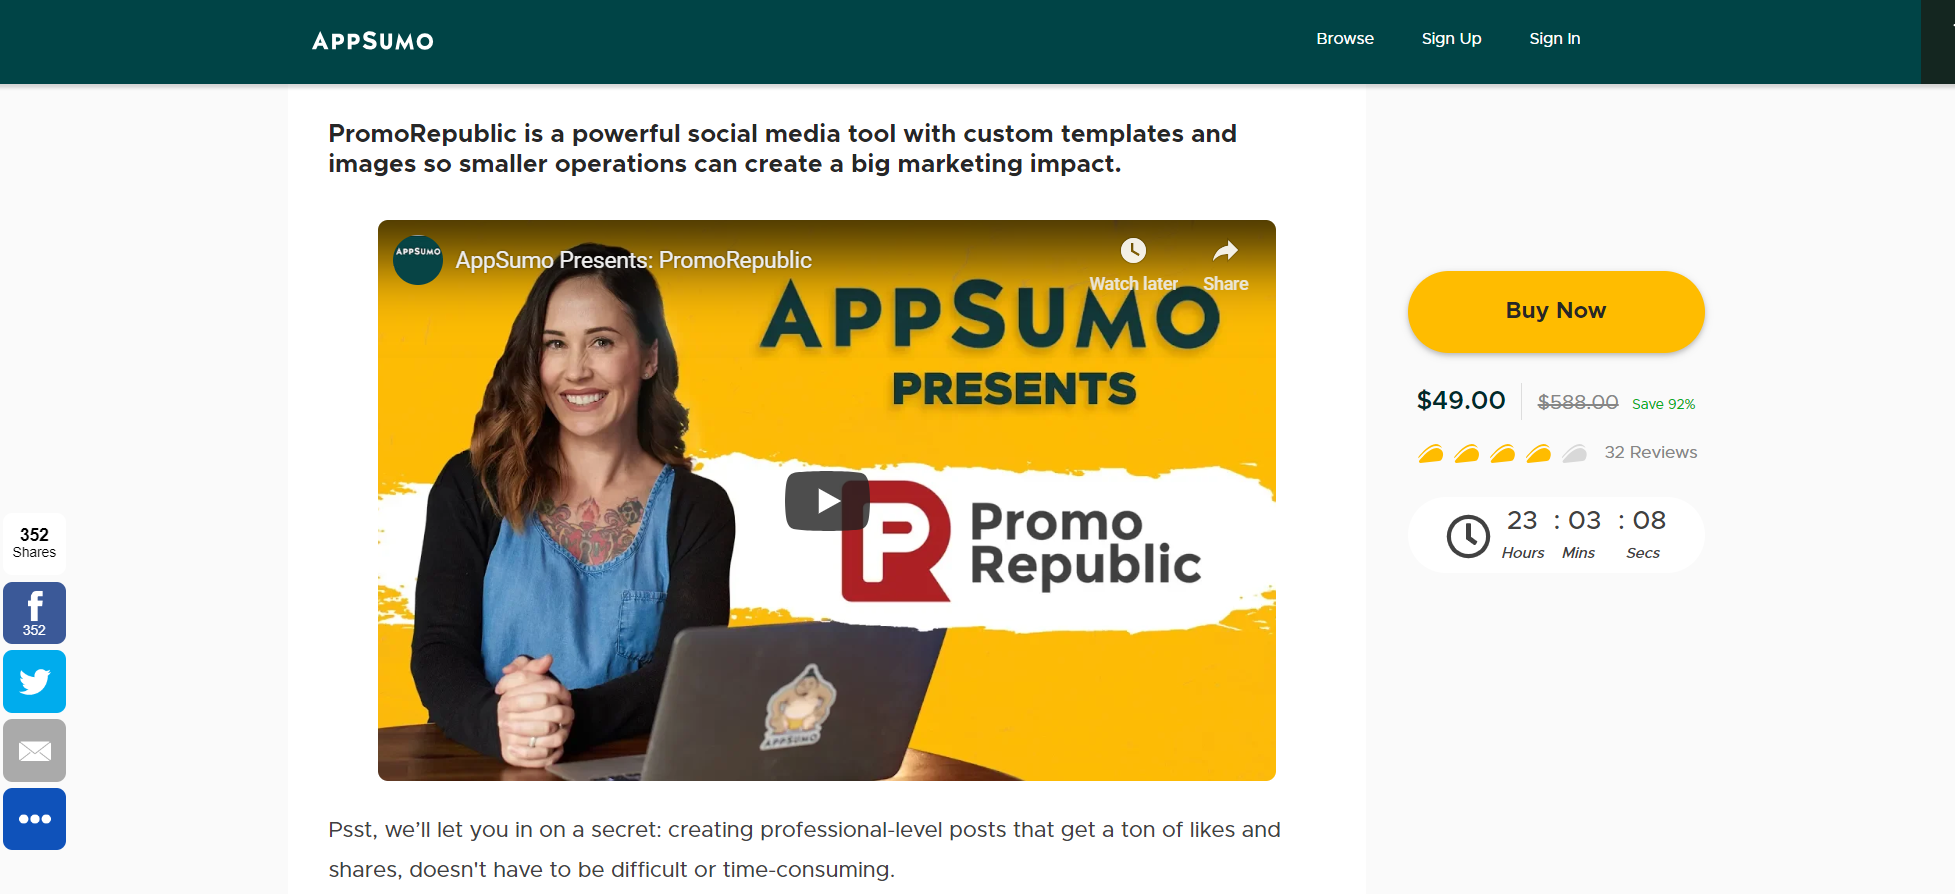 APPSUMO
Browse
Sign Up
Sign In
PromoRepublic is a powerful social media tool with custom templates and
images so smaller operations can create a big marketing impact.
APPSUMO
AppSumo Presents: PromoRepublic
Watch later
Share
APPSUMO
PRESENTS
Promo
Republic
APPSUMO
Buy Now
$49.00
$588.00
Save 92%
32 Reviews
23 : 03 : 08
Hours Mins Secs
352
Shares
352
Psst, we’ll let you in on a secret: creating professional-level posts that get a ton of likes and
shares, doesn't have to be difficult or time-consuming.